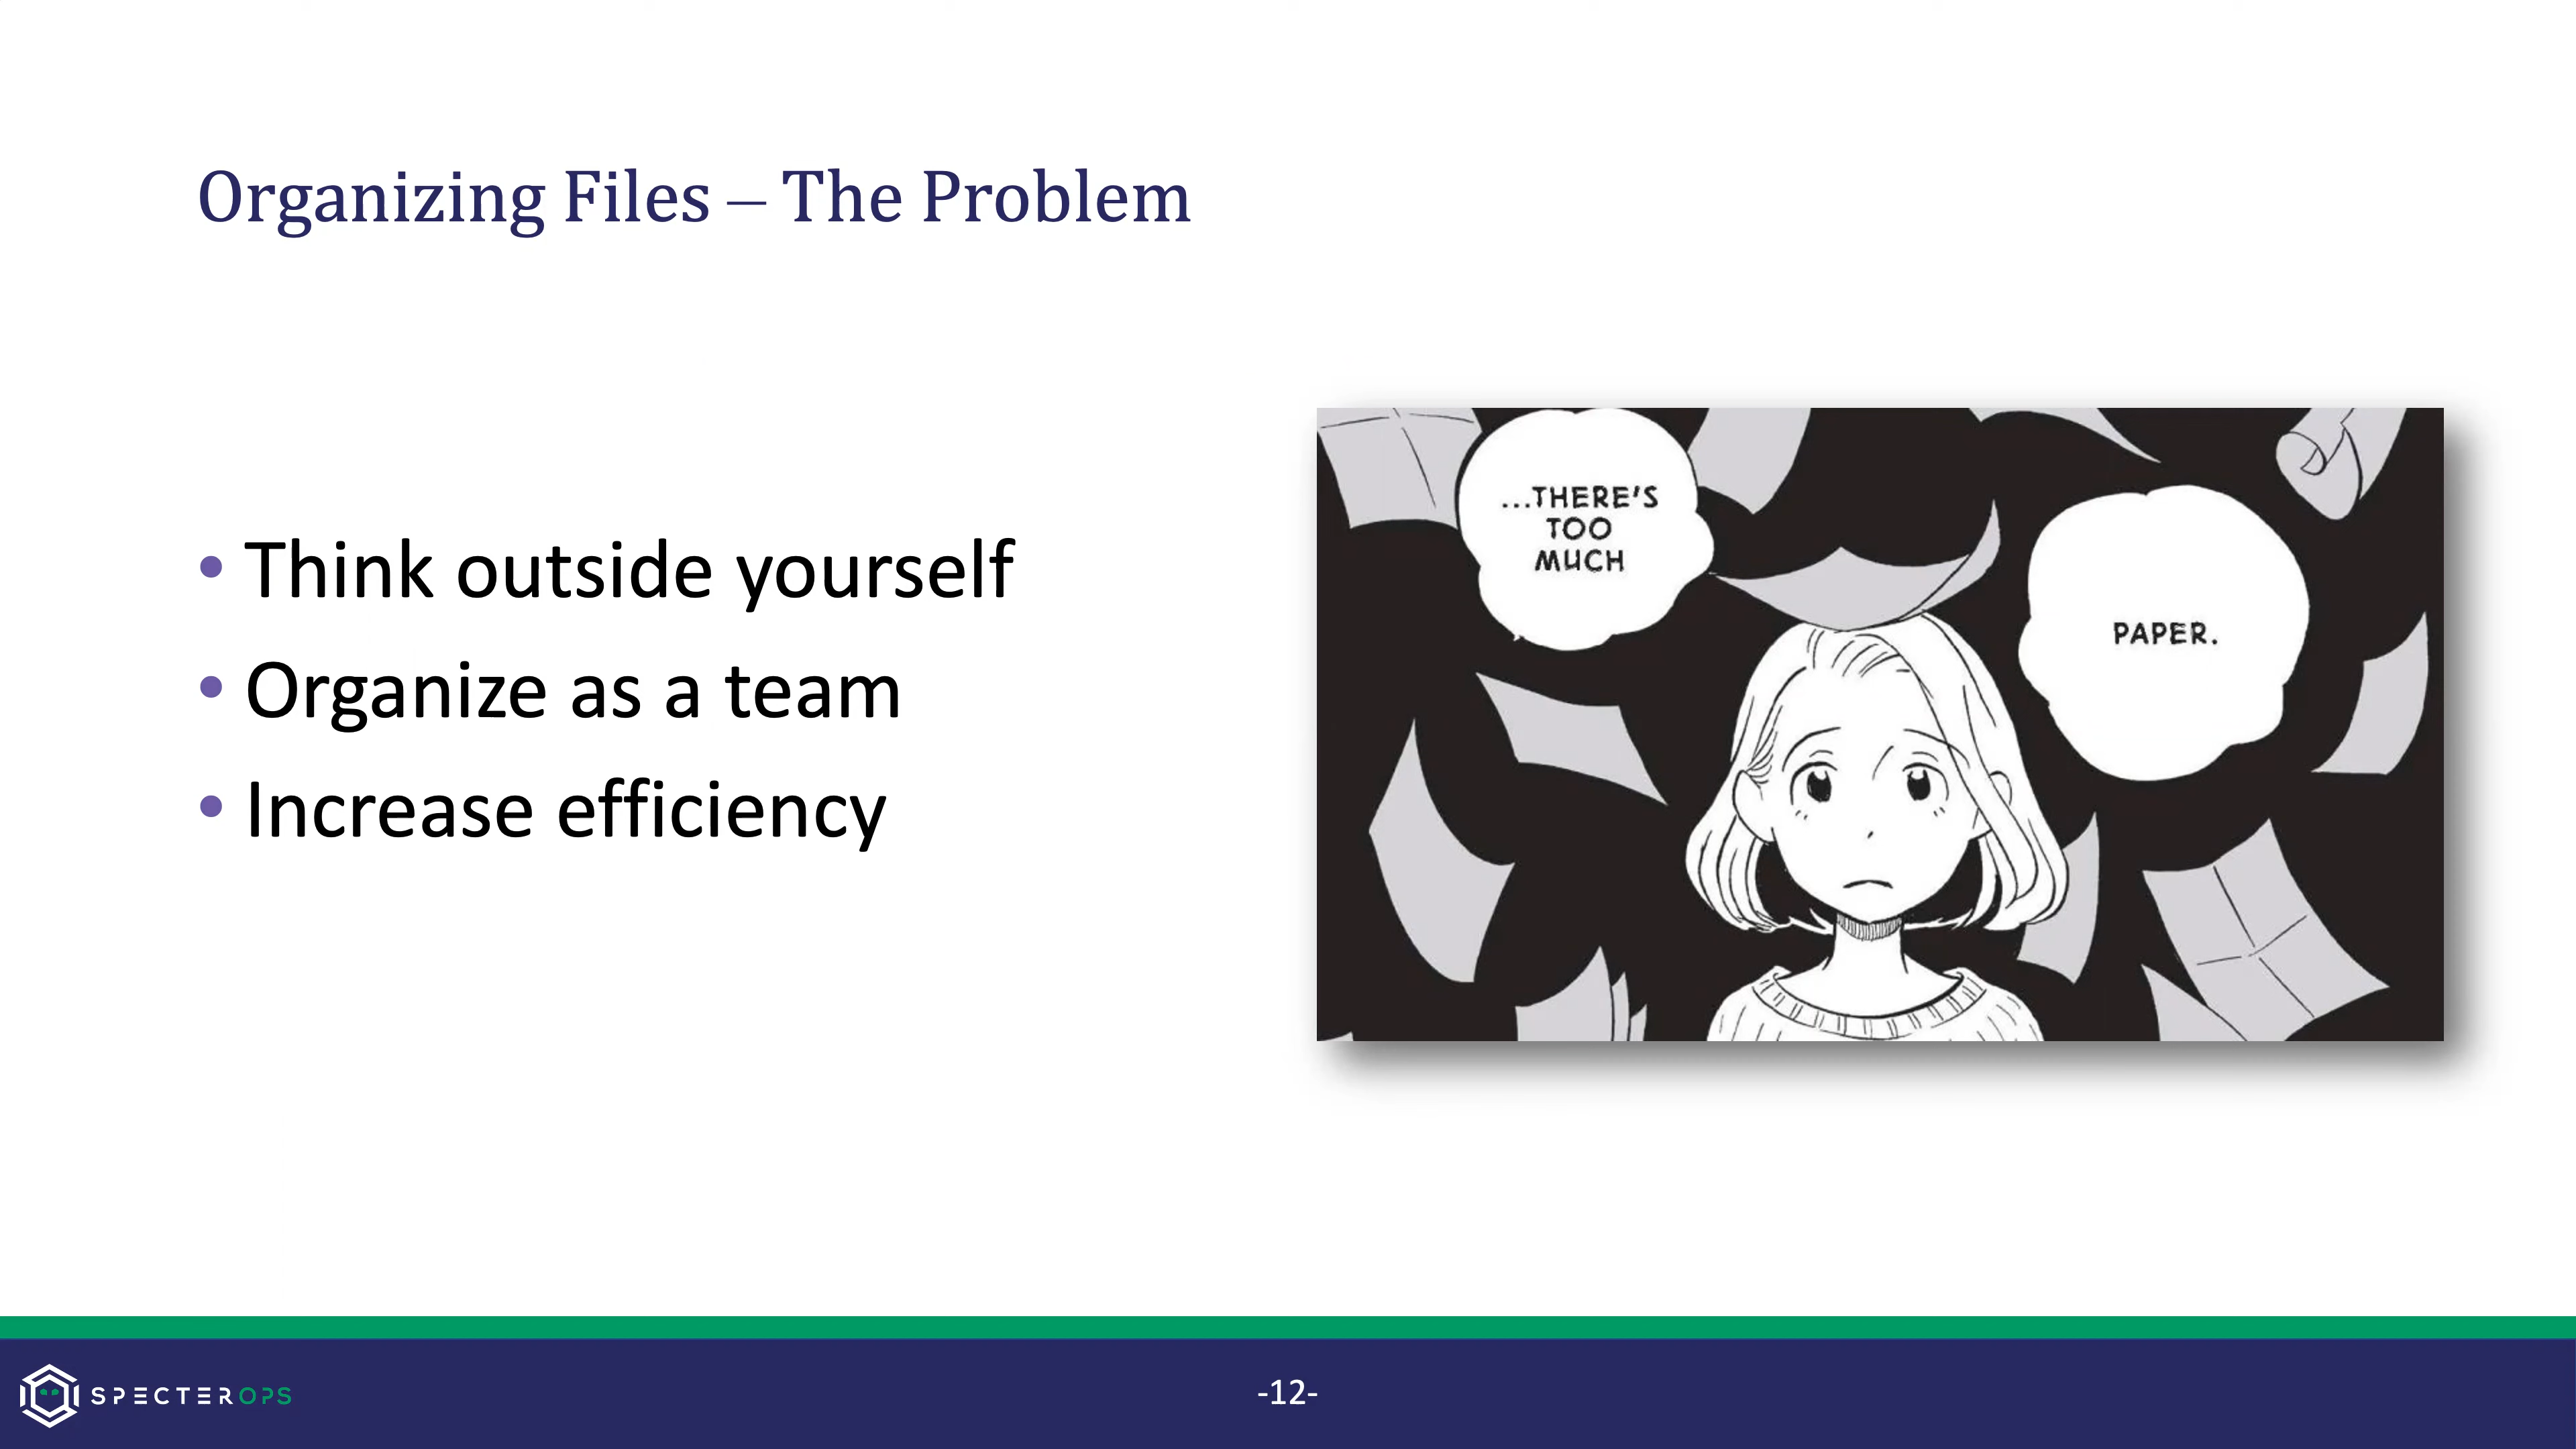 Organizing Files – The Problem
• Think outside yourself
• Organize as a team
• Increase efficiency
...THERE'S
TOO
MUCH
PAPER.
SPECTEROPS
-12-